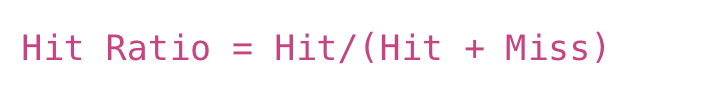 Hit Ratio = Hit/(Hit + Miss)